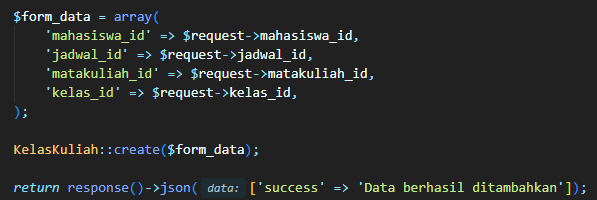 $form_data = array(
'mahasiswa_id' => $request->mahasiswa_id,
'jadwal_id' => $request->jadwal_id,
'matakuliah_id' => $request->matakuliah_id,
'kelas_id' => $request->kelas_id,
);
KelasKuliah::create($form_data);
return response()->json( data: ['success' => 'Data berhasil ditambahkan']);